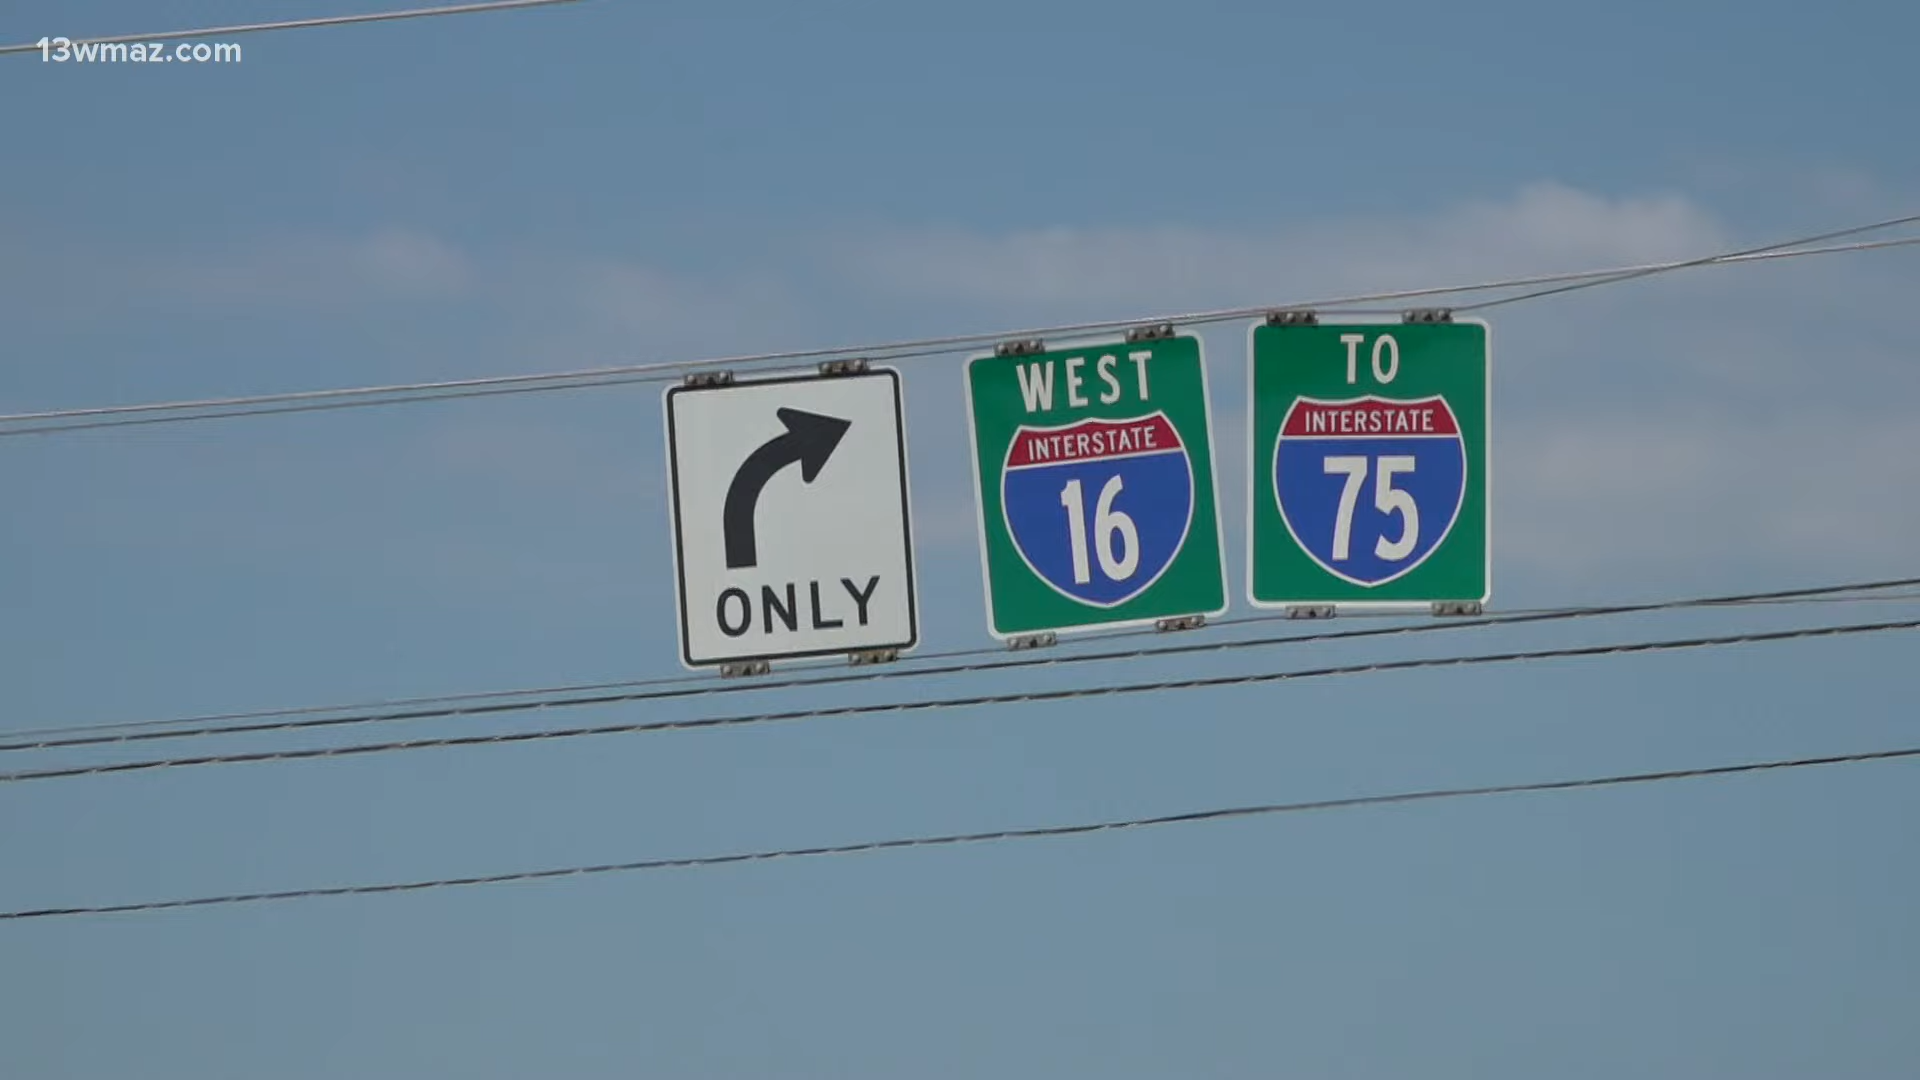 13wmaz.com
ONLY
WEST
INTERSTATE
16
TO
INTERSTATE
75